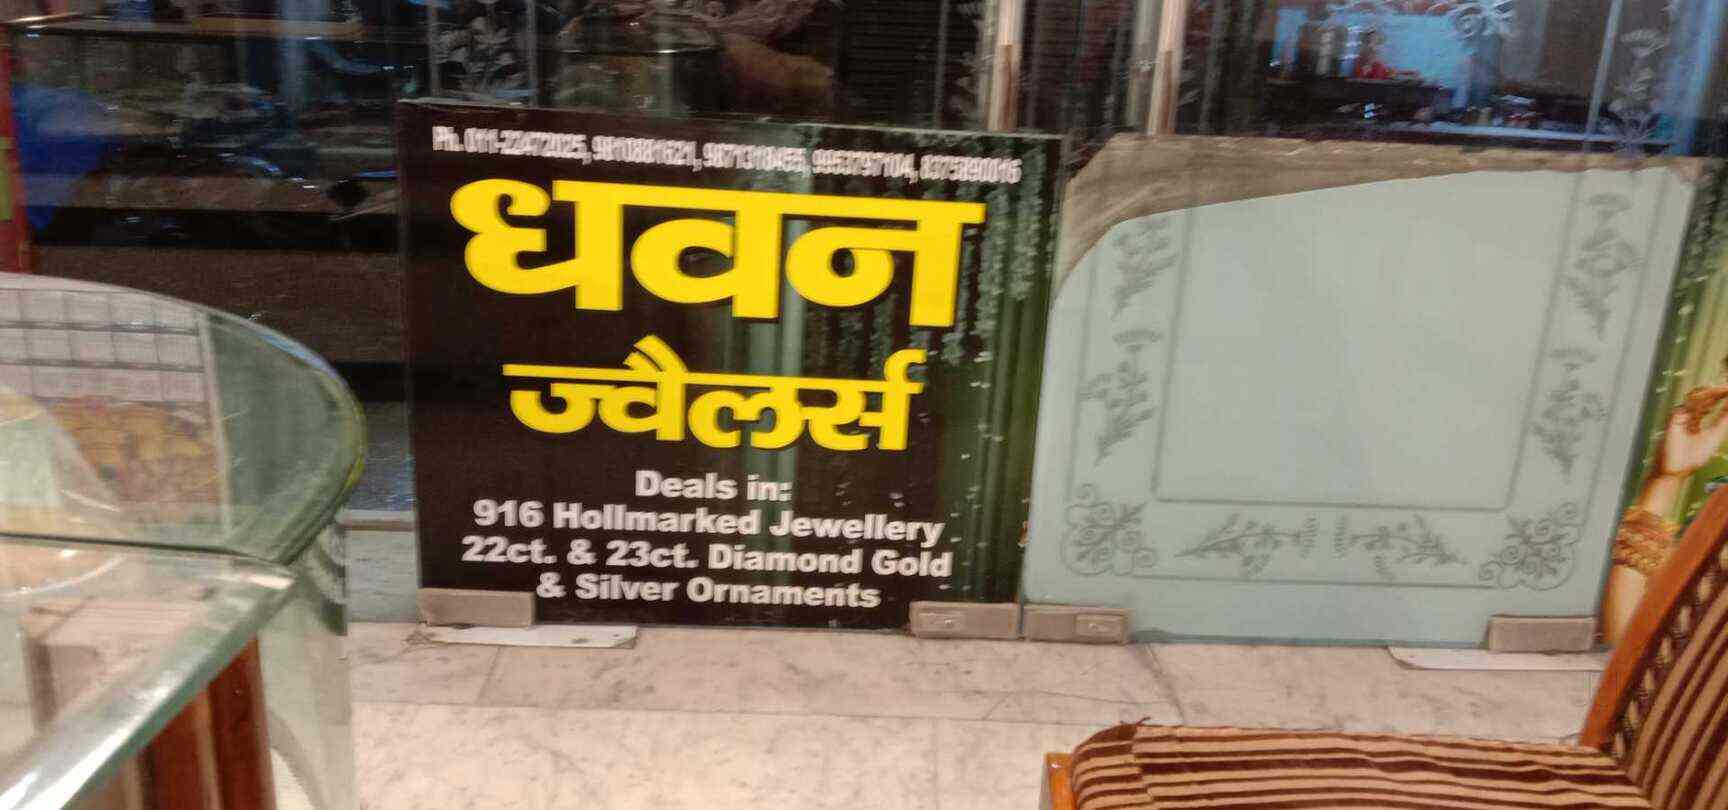 Ph. 011-22472025, 9810881621, 9871318455, 9953797104, 8375890016
धवन
ज्वैलर्स
Deals in:
916 Hollmarked Jewellery
22ct. & 23ct. Diamond Gold
& Silver Ornaments